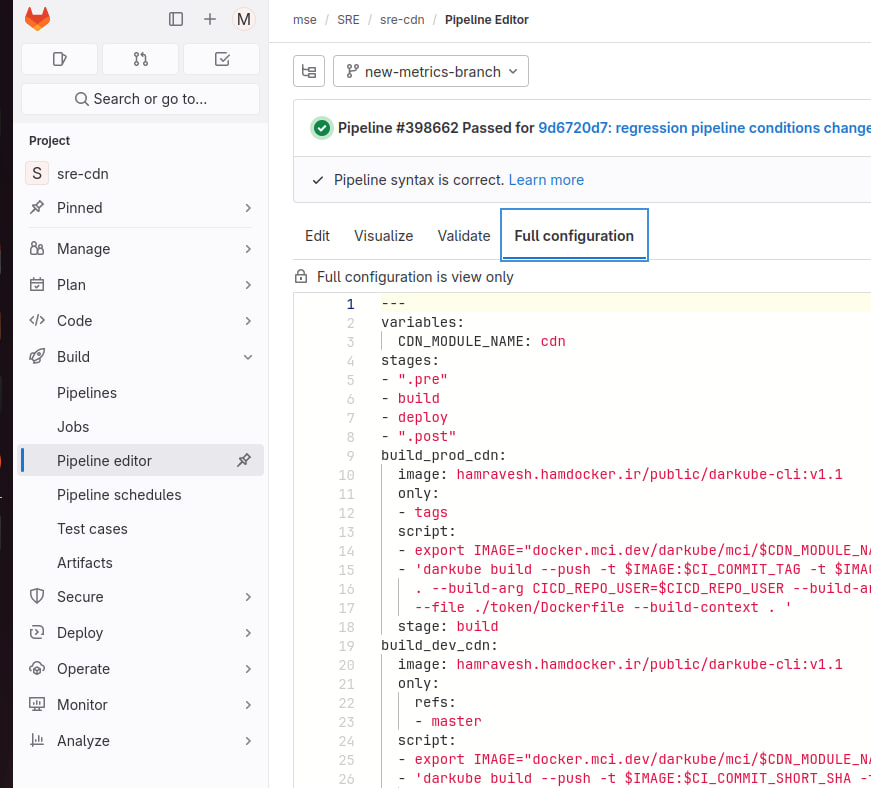 M
mse / SRE / sre-cdn / Pipeline Editor
new-metrics-branch
Search or go to...
Project
S sre-cdn
Pinned
Manage
Plan
Code
Build
Pipelines
Jobs
Pipeline editor
Pipeline schedules
Test cases
Artifacts
Secure
Deploy
Operate
Monitor
Analyze
Pipeline #398662 Passed for 9d6720d7: regression pipeline conditions change
Pipeline syntax is correct. Learn more
Edit Visualize Validate Full configuration
Full configuration is view only
1 ---
2 variables:
3 CDN_MODULE_NAME: cdn
4 stages:
5 - ".pre"
6 - build
7 - deploy
8 - ".post"
9 build_prod_cdn:
10 image: hamravesh.hamdocker.ir/public/darkube-cli:v1.1
11 only:
12 - tags
13 script:
14 - export IMAGE="docker.mci.dev/darkube/mci/$CDN_MODULE_NA
15 - 'darkube build --push -t $IMAGE:$CI_COMMIT_TAG -t $IMAG
16 . --build-arg CICD_REPO_USER=$CICD_REPO_USER --build-ar
17 --file ./token/Dockerfile --build-context . '
18 stage: build
19 build_dev_cdn:
20 image: hamravesh.hamdocker.ir/public/darkube-cli:v1.1
21 only:
22 refs:
23 - master
24 script:
25 - export IMAGE="docker.mci.dev/darkube/mci/$CDN_MODULE_NA
26 - 'darkube build --push -t $IMAGE:$CI_COMMIT_SHORT_SHA -t